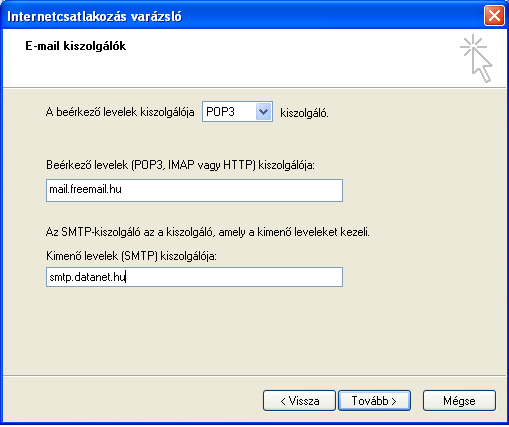 Internetcsatlakozás varázsló
E-mail kiszolgálók
A beérkező levelek kiszolgálója POP3 kiszolgáló.
Beérkező levelek (POP3, IMAP vagy HTTP) kiszolgálója:
mail.freemail.hu
Az SMTP-kiszolgáló az a kiszolgáló, amely a kimenő leveleket kezeli.
Kimenő levelek (SMTP) kiszolgálója:
smtp.datanet.hu
< Vissza Tovább > Mégse